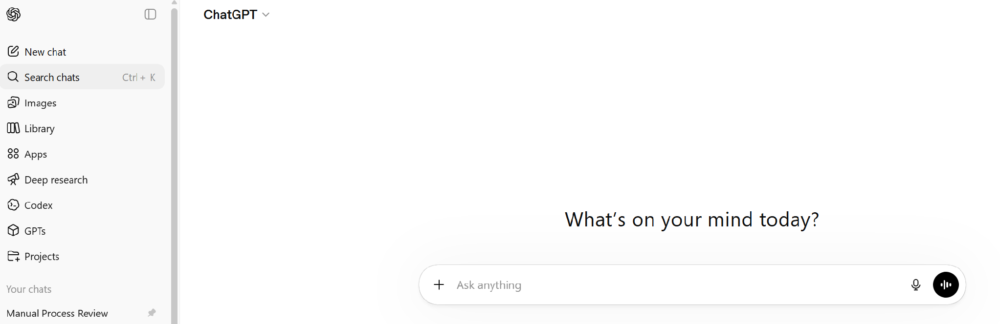 ChatGPT
New chat
Search chats Ctrl + K
Images
Library
Apps
Deep research
Codex
GPTs
Projects
Your chats
Manual Process Review
What’s on your mind today?
Ask anything